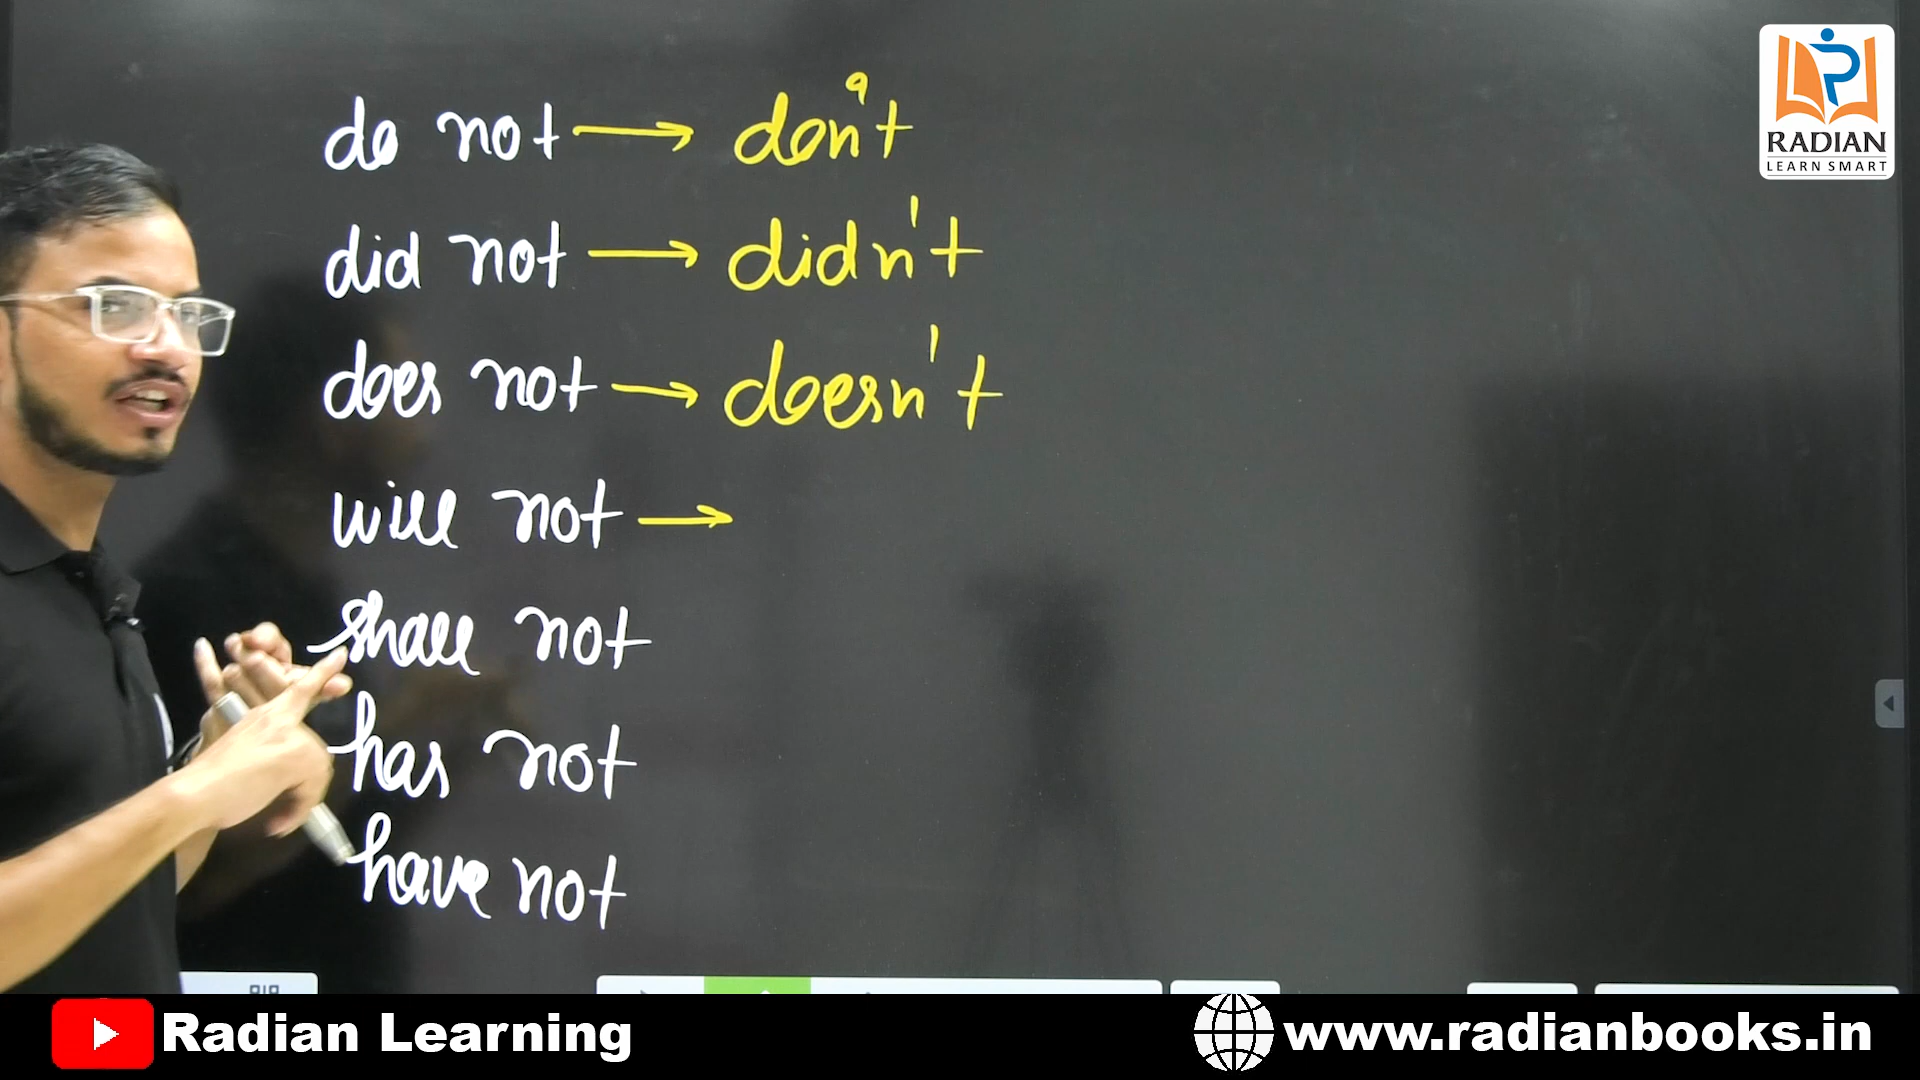 do not → don't
did not → didn't
does not → doesn't
will not →
shall not
has not
have not
RADIAN
LEARN SMART
Radian Learning
www.radianbooks.in